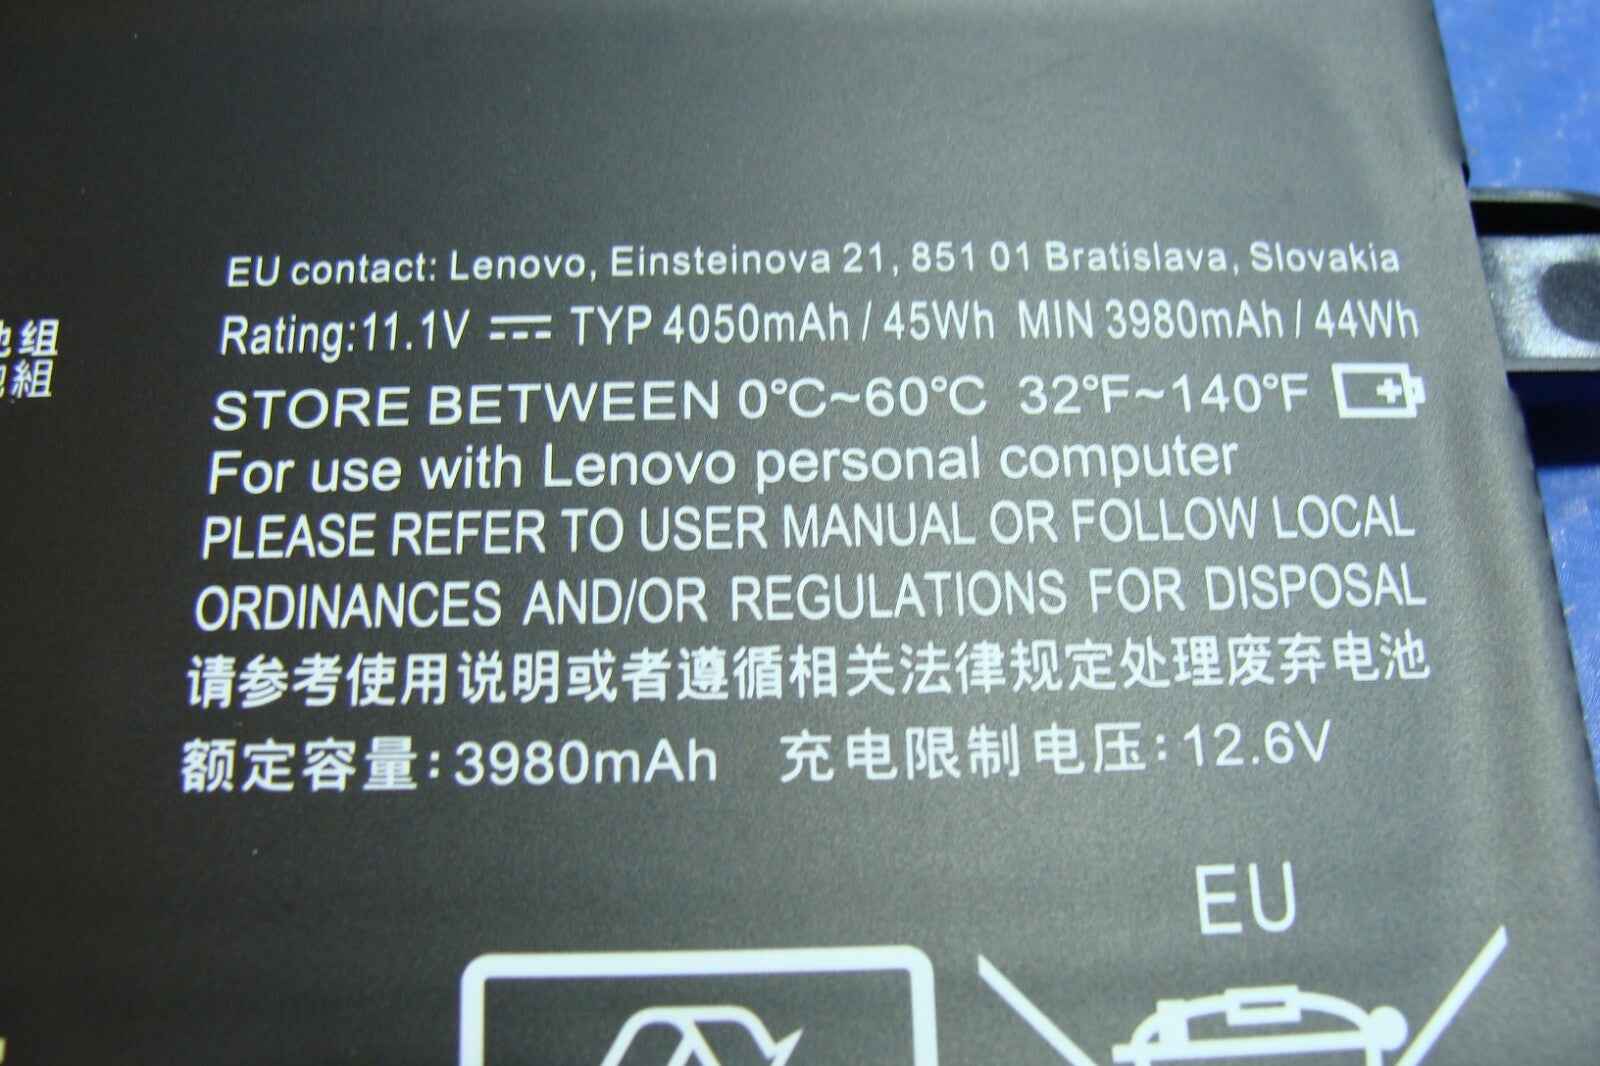 EU contact: Lenovo, Einsteinova 21, 851 01 Bratislava, Slovakia
Rating:11.1V ⎓ TYP 4050mAh / 45Wh MIN 3980mAh / 44Wh
组
組
STORE BETWEEN 0°C~60°C 32°F~140°F
For use with Lenovo personal computer
PLEASE REFER TO USER MANUAL OR FOLLOW LOCAL
ORDINANCES AND/OR REGULATIONS FOR DISPOSAL
请参考使用说明或者遵循相关法律规定处理废弃电池
额定容量:3980mAh 充电限制电压:12.6V
EU